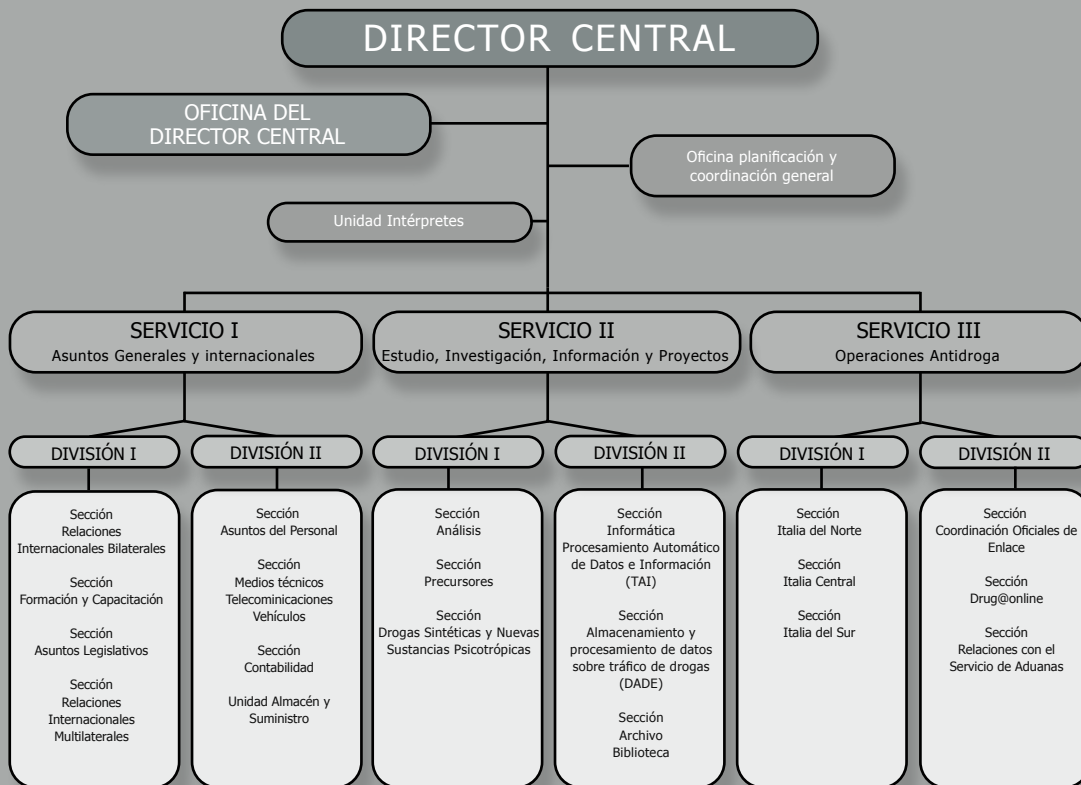 DIRECTOR CENTRAL
OFICINA DEL
DIRECTOR CENTRAL
Oficina planificación y
coordinación general
Unidad Intérpretes
SERVICIO I
Asuntos Generales y internacionales
SERVICIO II
Estudio, Investigación, Información y Proyectos
SERVICIO III
Operaciones Antidroga
DIVISIÓN I
Sección
Relaciones
Internacionales Bilaterales
Sección
Formación y Capacitación
Sección
Asuntos Legislativos
Sección
Relaciones
Internacionales
Multilaterales
DIVISIÓN II
Sección
Asuntos del Personal
Sección
Medios técnicos
Telecominicaciones
Vehículos
Sección
Contabilidad
Unidad Almacén y
Suministro
DIVISIÓN I
Sección
Análisis
Sección
Precursores
Sección
Drogas Sintéticas y Nuevas
Sustancias Psicotrópicas
DIVISIÓN II
Sección
Informática
Procesamiento Automático
de Datos e Información
(TAI)
Sección
Almacenamiento y
procesamiento de datos
sobre tráfico de drogas
(DADE)
Sección
Archivo
Biblioteca
DIVISIÓN I
Sección
Italia del Norte
Sección
Italia Central
Sección
Italia del Sur
DIVISIÓN II
Sección
Coordinación Oficiales de
Enlace
Sección
Drug@online
Sección
Relaciones con el
Servicio de Aduanas